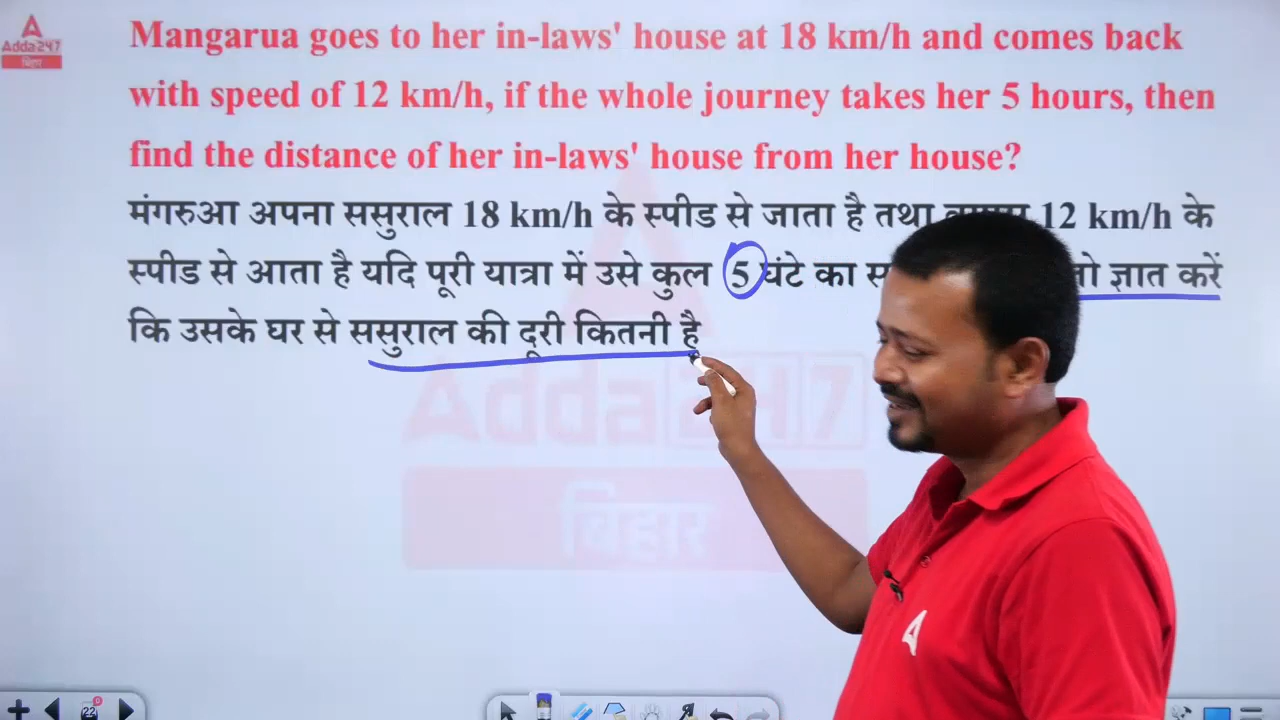 Adda247
बिहार
Mangarua goes to her in-laws' house at 18 km/h and comes back
with speed of 12 km/h, if the whole journey takes her 5 hours, then
find the distance of her in-laws' house from her house?
मंगरुआ अपना ससुराल 18 km/h के स्पीड से जाता है तथा 12 km/h के
स्पीड से आता है यदि पूरी यात्रा में उसे कुल 5 घंटे का ज्ञात करें
कि उसके घर से ससुराल की दूरी कितनी है
Adda247
बिहार
22